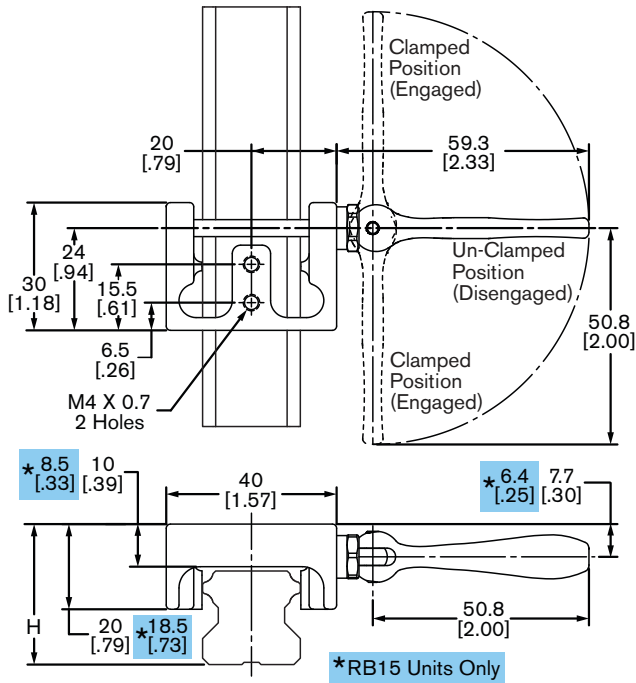 Clamped
Position
(Engaged)
20
[.79]
59.3
[2.33]
30
[1.18]
24
[.94]
15.5
[.61]
6.5
[.26]
Un-Clamped
Position
(Disengaged)
50.8
[2.00]
M4 X 0.7
2 Holes
Clamped
Position
(Engaged)
*8.5
[.33]
10
[.39]
40
[1.57]
*6.4
[.25]
7.7
[.30]
H
20
[.79]
*18.5
[.73]
50.8
[2.00]
*RB15 Units Only